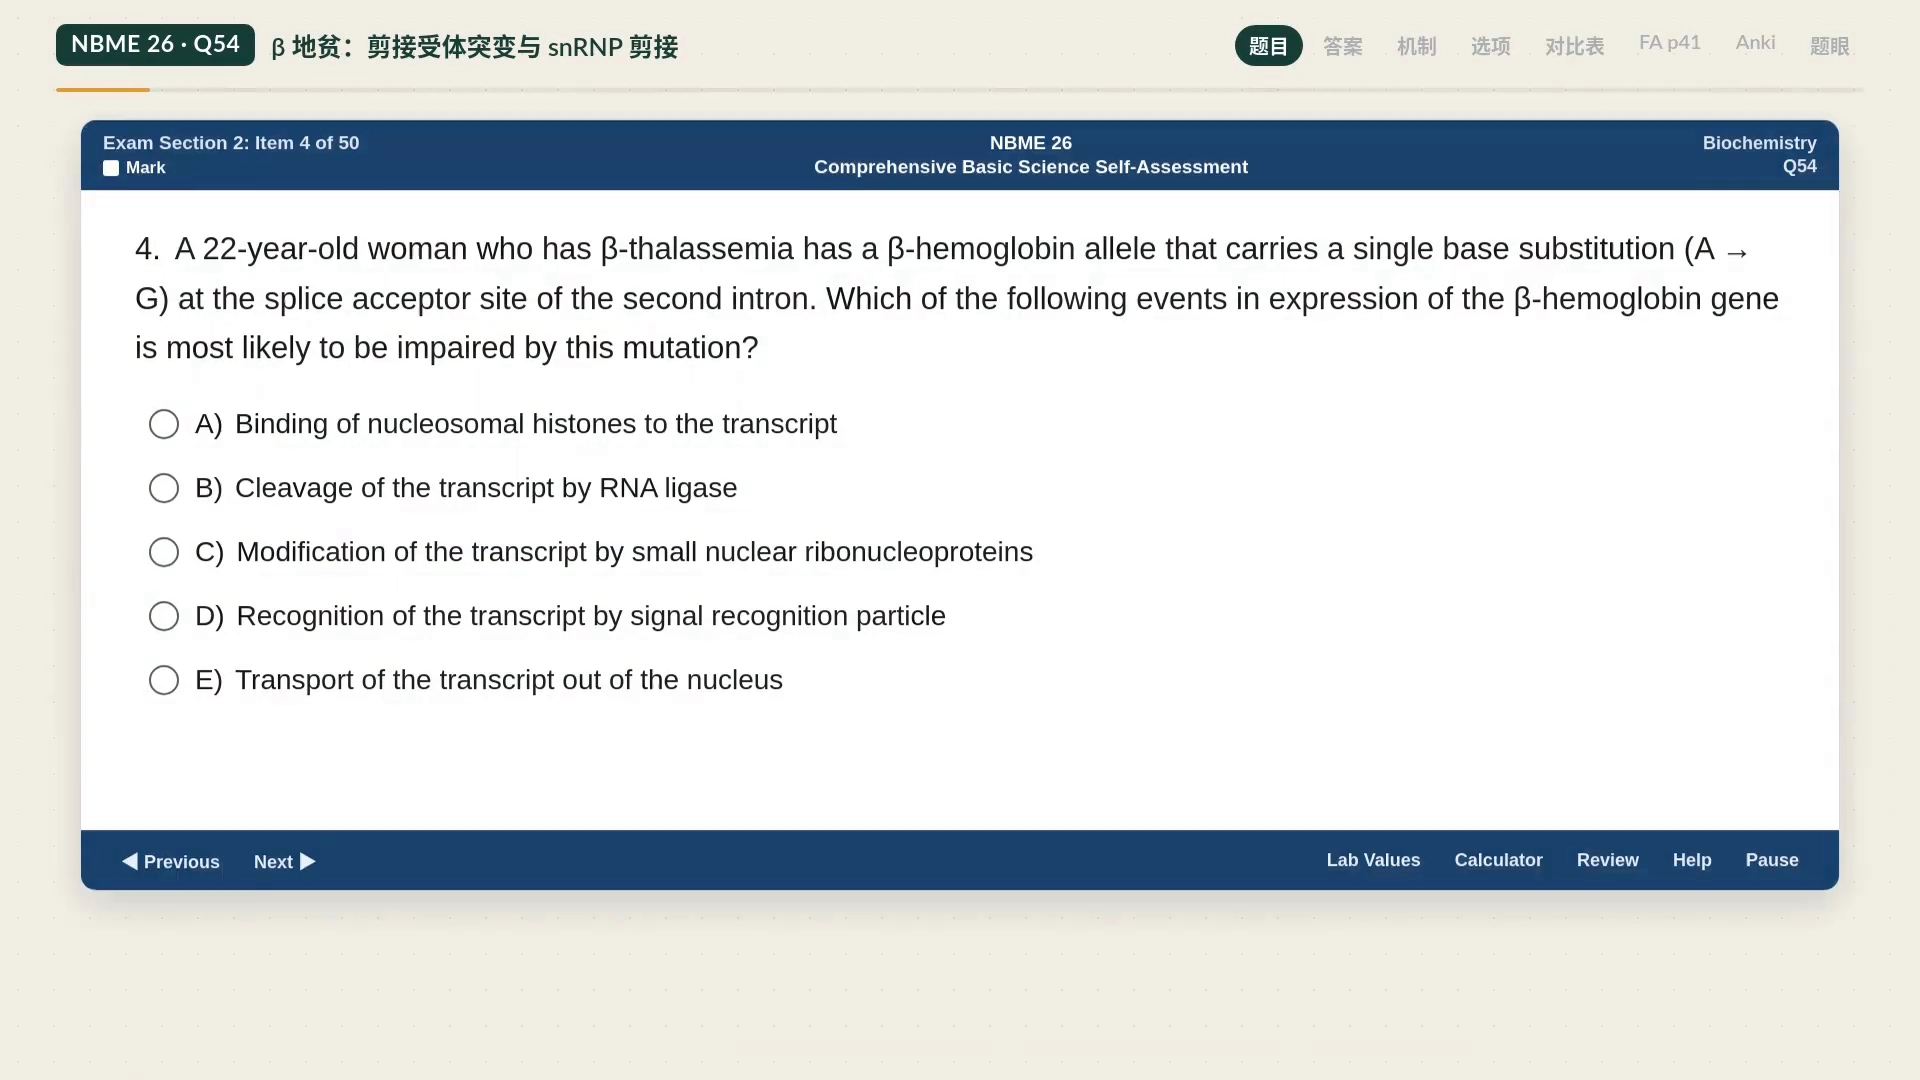 NBME 26 · Q54
β 地贫：剪接受体突变与 snRNP 剪接
题目 答案 机制 选项 对比表 FA p41 Anki 题眼
Exam Section 2: Item 4 of 50
Mark
NBME 26
Comprehensive Basic Science Self-Assessment
Biochemistry
Q54
4. A 22-year-old woman who has β-thalassemia has a β-hemoglobin allele that carries a single base substitution (A →
G) at the splice acceptor site of the second intron. Which of the following events in expression of the β-hemoglobin gene
is most likely to be impaired by this mutation?
A) Binding of nucleosomal histones to the transcript
B) Cleavage of the transcript by RNA ligase
C) Modification of the transcript by small nuclear ribonucleoproteins
D) Recognition of the transcript by signal recognition particle
E) Transport of the transcript out of the nucleus
◀ Previous Next ▶
Lab Values Calculator Review Help Pause